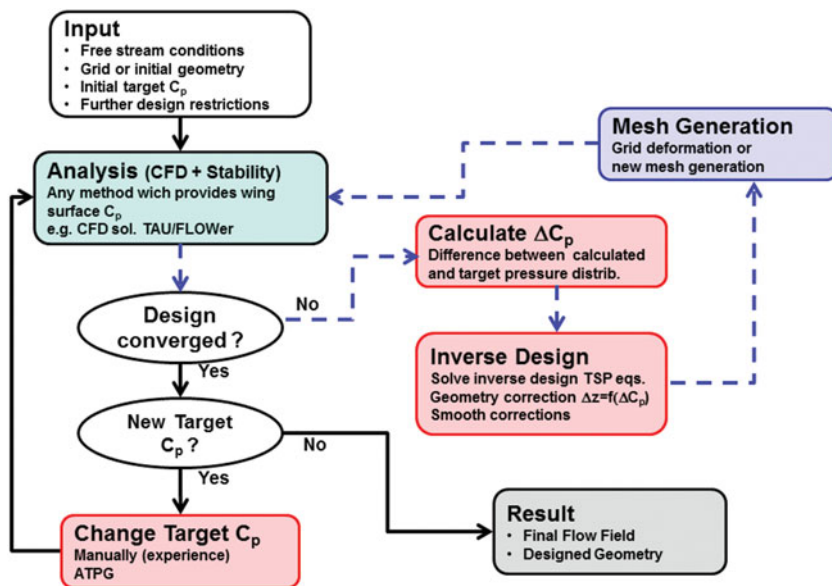 Input
• Free stream conditions
• Grid or initial geometry
• Initial target Cp
• Further design restrictions
Analysis (CFD + Stability)
Any method wich provides wing
surface Cp
e.g. CFD sol. TAU/FLOWer
Mesh Generation
Grid deformation or
new mesh generation
Calculate ΔCp
Difference between calculated
and target pressure distrib.
No
Design
converged ?
Yes
Inverse Design
Solve inverse design TSP eqs.
Geometry correction Δz=f(ΔCp)
Smooth corrections
New Target
Cp ?
No
Yes
Change Target Cp
Manually (experience)
ATPG
Result
• Final Flow Field
• Designed Geometry